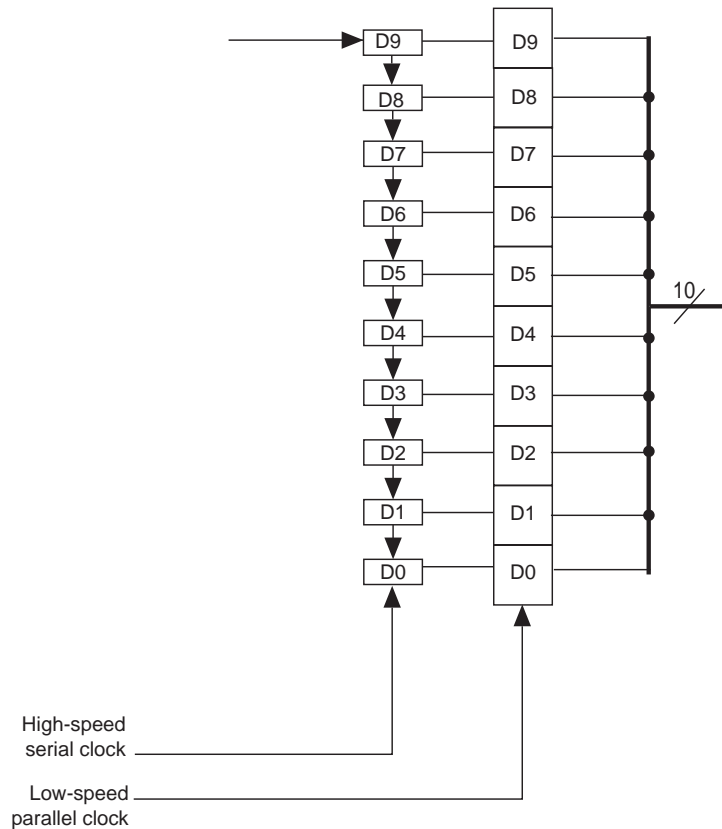 D9 D9
D8 D8
D7 D7
D6 D6
D5 D5
10
D4 D4
D3 D3
D2 D2
D1 D1
D0 D0
High-speed
serial clock
Low-speed
parallel clock